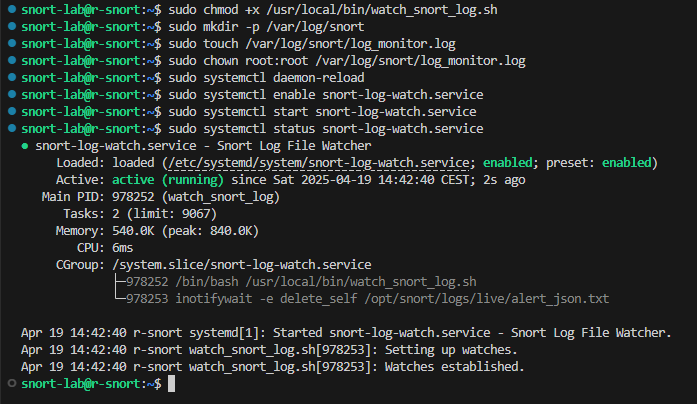 snort-lab@r-snort:~$ sudo chmod +x /usr/local/bin/watch_snort_log.sh
snort-lab@r-snort:~$ sudo mkdir -p /var/log/snort
snort-lab@r-snort:~$ sudo touch /var/log/snort/log_monitor.log
snort-lab@r-snort:~$ sudo chown root:root /var/log/snort/log_monitor.log
snort-lab@r-snort:~$ sudo systemctl daemon-reload
snort-lab@r-snort:~$ sudo systemctl enable snort-log-watch.service
snort-lab@r-snort:~$ sudo systemctl start snort-log-watch.service
snort-lab@r-snort:~$ sudo systemctl status snort-log-watch.service
● snort-log-watch.service - Snort Log File Watcher
Loaded: loaded (/etc/systemd/system/snort-log-watch.service; enabled; preset: enabled)
Active: active (running) since Sat 2025-04-19 14:42:40 CEST; 2s ago
Main PID: 978252 (watch_snort_log)
Tasks: 2 (limit: 9067)
Memory: 540.0K (peak: 840.0K)
CPU: 6ms
CGroup: /system.slice/snort-log-watch.service
├─978252 /bin/bash /usr/local/bin/watch_snort_log.sh
└─978253 inotifywait -e delete_self /opt/snort/logs/live/alert_json.txt
Apr 19 14:42:40 r-snort systemd[1]: Started snort-log-watch.service - Snort Log File Watcher.
Apr 19 14:42:40 r-snort watch_snort_log.sh[978253]: Setting up watches.
Apr 19 14:42:40 r-snort watch_snort_log.sh[978253]: Watches established.
snort-lab@r-snort:~$